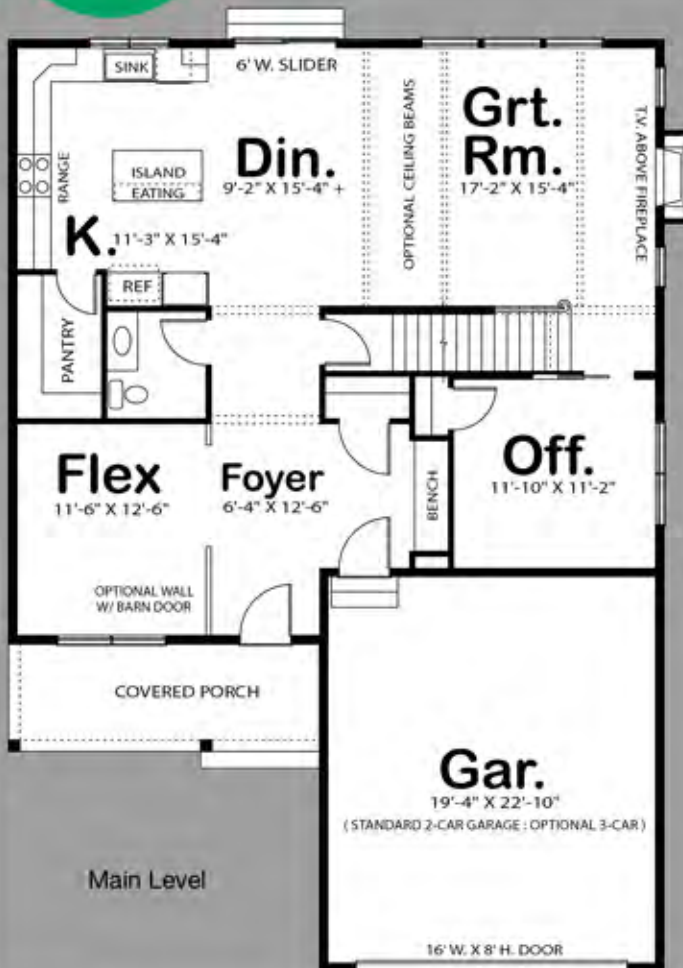 SINK
6' W. SLIDER
Grt.
Rm.
17'-2" X 15'-4"
OPTIONAL CEILING BEAMS
T.V. ABOVE FIREPLACE
RANGE
ISLAND
EATING
Din.
9'-2" X 15'-4" +
K. 11'-3" X 15'-4"
REF
PANTRY
Flex
11'-6" X 12'-6"
Foyer
6'-4" X 12'-6"
BENCH
Off.
11'-10" X 11'-2"
OPTIONAL WALL
W/ BARN DOOR
COVERED PORCH
Gar.
19'-4" X 22'-10"
( STANDARD 2-CAR GARAGE : OPTIONAL 3-CAR )
Main Level
16' W. X 8' H. DOOR